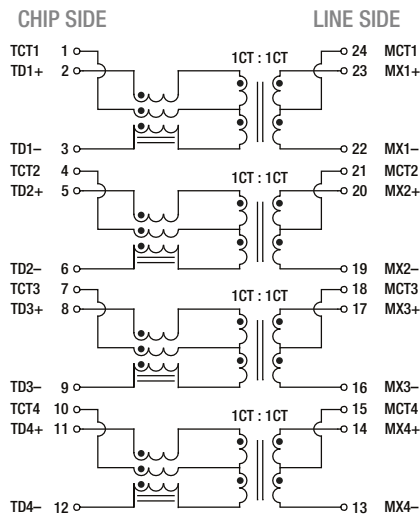 CHIP SIDE LINE SIDE
TCT1 1 24 MCT1
1CT : 1CT
TD1+ 2 23 MX1+
TD1– 3 22 MX1–
TCT2 4 21 MCT2
1CT : 1CT
TD2+ 5 20 MX2+
TD2– 6 19 MX2–
TCT3 7 18 MCT3
1CT : 1CT
TD3+ 8 17 MX3+
TD3– 9 16 MX3–
TCT4 10 15 MCT4
1CT : 1CT
TD4+ 11 14 MX4+
TD4– 12 13 MX4–